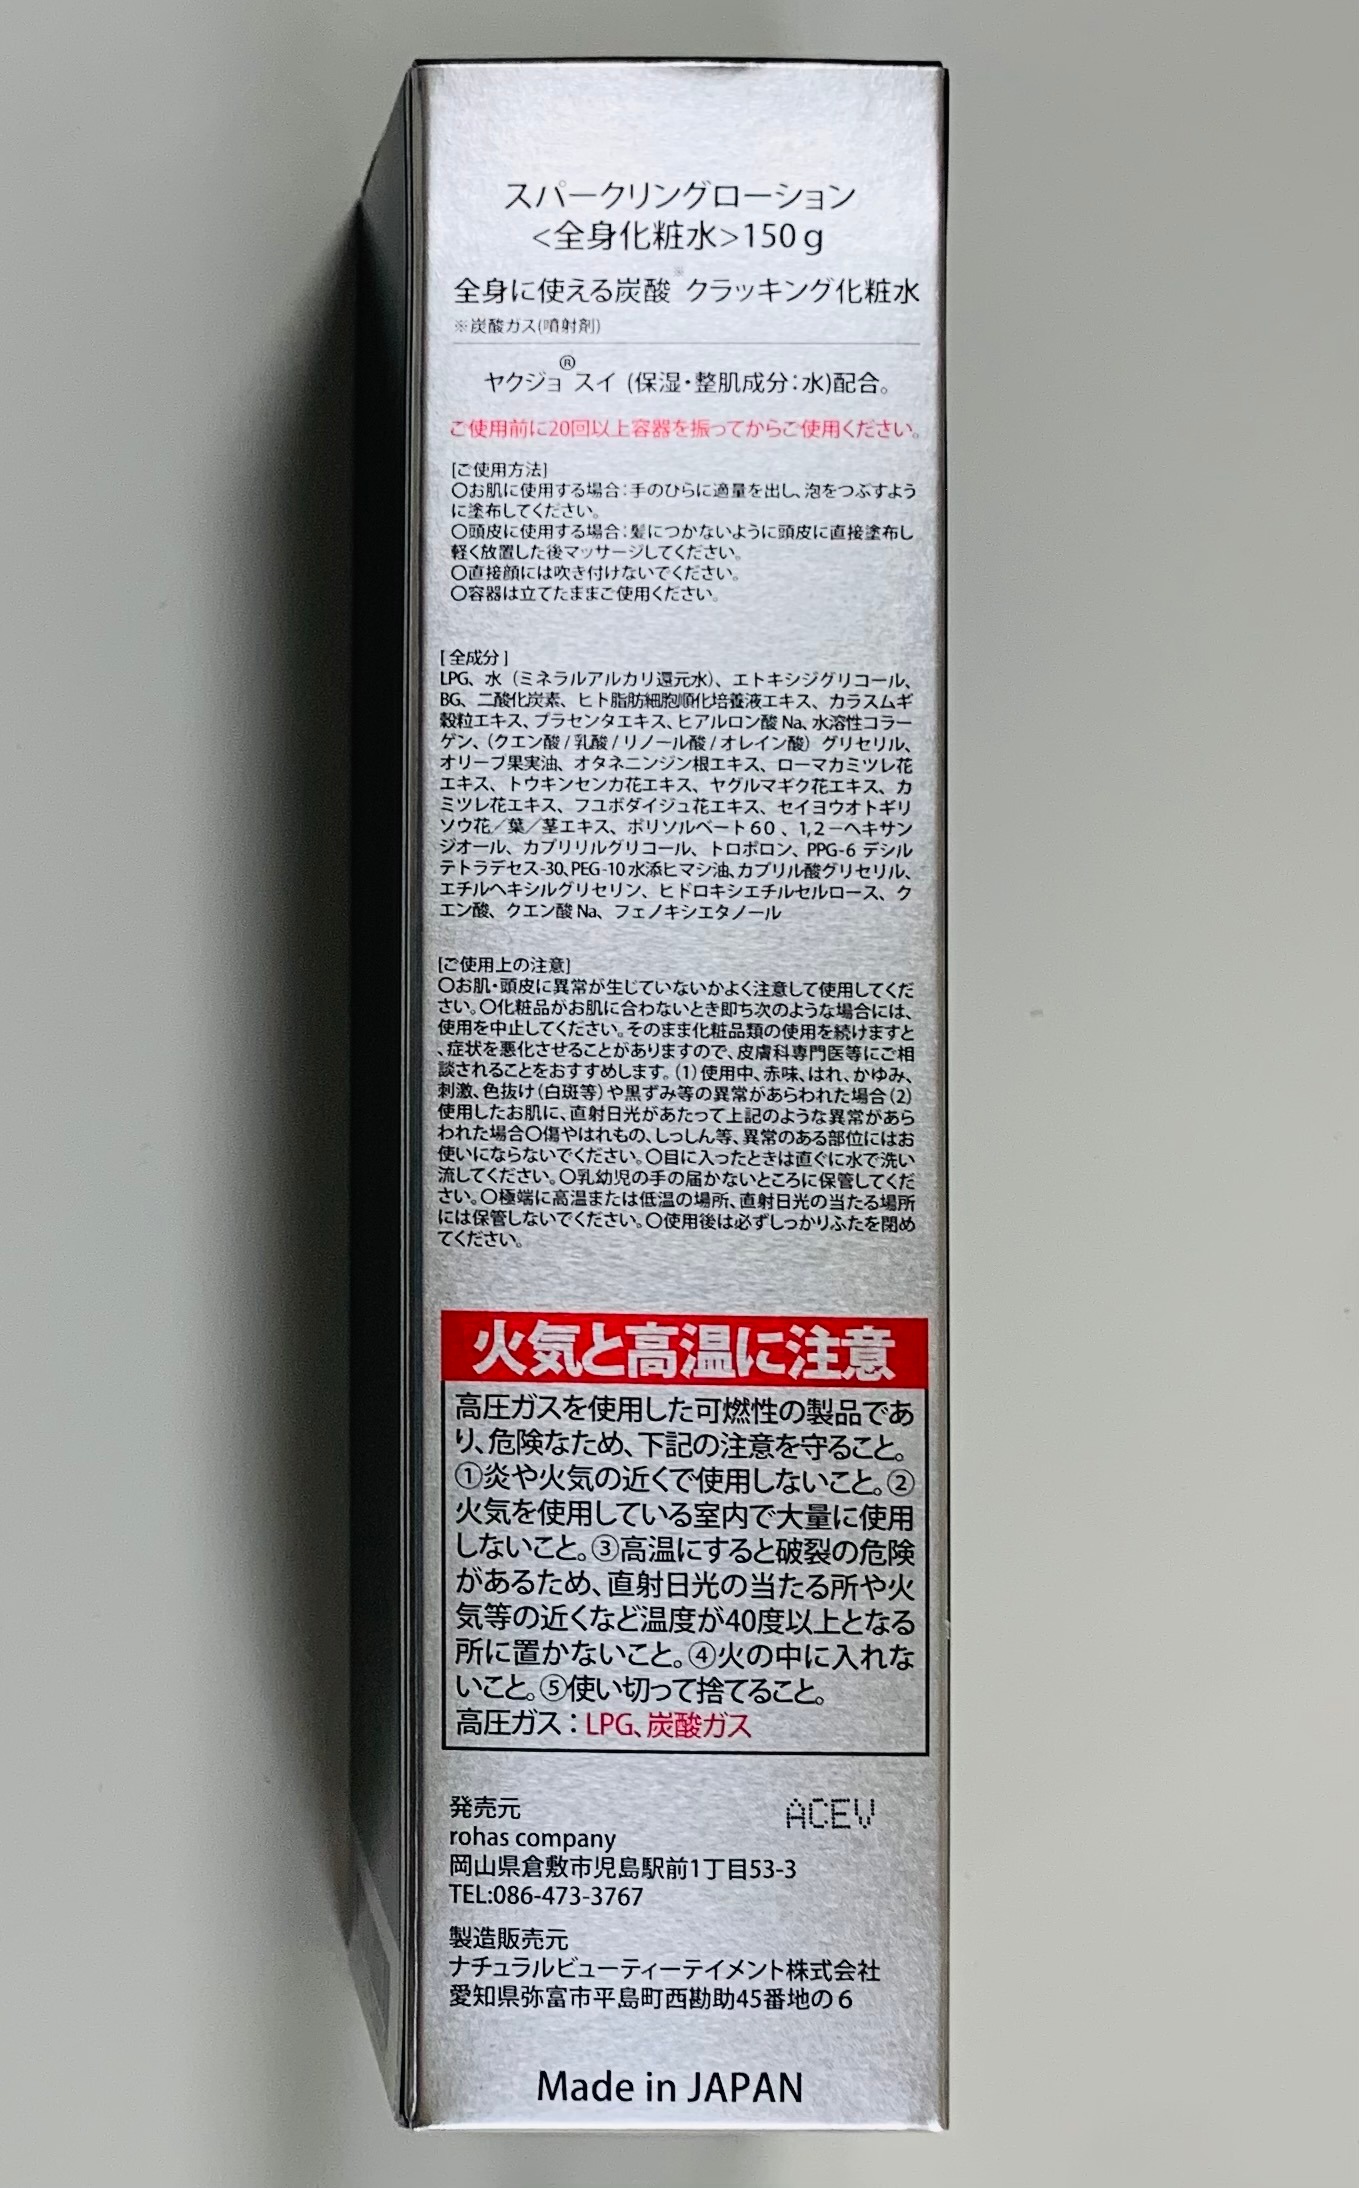 スパークリングローション
<全身化粧水>150g
全身に使える炭酸※クラッキング化粧水
※炭酸ガス(噴射剤)
ヤクジョ®スイ (保湿・整肌成分:水)配合。
ご使用前に20回以上容器を振ってからご使用ください。
[ご使用方法]
○お肌に使用する場合:手のひらに適量を出し、泡をつぶすよう
に塗布してください。
○頭皮に使用する場合:髪につかないように頭皮に直接塗布し
軽く放置した後マッサージしてください。
○直接顔には吹き付けないでください。
○容器は立てたままご使用ください。
[全成分]
LPG、水（ミネラルアルカリ還元水）、エトキシジグリコール、
BG、二酸化炭素、ヒト脂肪細胞順化培養液エキス、カラスムギ
穀粒エキス、プラセンタエキス、ヒアルロン酸Na、水溶性コラー
ゲン、（クエン酸/乳酸/リノール酸/オレイン酸）グリセリル、
オリーブ果実油、オタネニンジン根エキス、ローマカミツレ花
エキス、トウキンセンカ花エキス、ヤグルマギク花エキス、カ
ミツレ花エキス、フユボダイジュ花エキス、セイヨウオトギリ
ソウ花／葉／茎エキス、ポリソルベート60、1,2－ヘキサン
ジオール、カプリリルグリコール、トロポロン、PPG-6デシル
テトラデセス-30、PEG-10水添ヒマシ油、カプリル酸グリセリル、
エチルヘキシルグリセリン、ヒドロキシエチルセルロース、ク
エン酸、クエン酸Na、フェノキシエタノール
[ご使用上の注意]
○お肌・頭皮に異常が生じていないかよく注意して使用してくだ
さい。○化粧品がお肌に合わないとき即ち次のような場合には、
使用を中止してください。そのまま化粧品類の使用を続けますと
、症状を悪化させることがありますので、皮膚科専門医等にご相
談されることをおすすめします。(1)使用中、赤味、はれ、かゆみ、
刺激、色抜け(白斑等)や黒ずみ等の異常があらわれた場合(2)
使用したお肌に、直射日光があたって上記のような異常があら
われた場合○傷やはれもの、しっしん等、異常のある部位にはお
使いにならないでください。○目に入ったときは直ぐに水で洗い
流してください。○乳幼児の手の届かないところに保管してくだ
さい。○極端に高温または低温の場所、直射日光の当たる場所
には保管しないでください。○使用後は必ずしっかりふたを閉め
てください。
火気と高温に注意
高圧ガスを使用した可燃性の製品であ
り、危険なため、下記の注意を守ること。
①炎や火気の近くで使用しないこと。②
火気を使用している室内で大量に使用
しないこと。③高温にすると破裂の危険
があるため、直射日光の当たる所や火
気等の近くなど温度が40度以上となる
所に置かないこと。④火の中に入れな
いこと。⑤使い切って捨てること。
高圧ガス:LPG、炭酸ガス
発売元
ACEV
rohas company
岡山県倉敷市児島駅前1丁目53-3
TEL:086-473-3767
製造販売元
ナチュラルビューティーテイメント株式会社
愛知県弥富市平島町西勘助45番地の6
Made in JAPAN